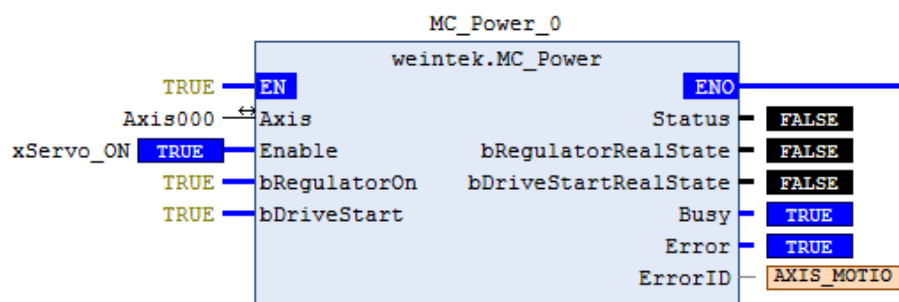 MC_Power_0
weintek.MC_Power
TRUE EN ENO
Axis000 Axis Status FALSE
xServo_ON TRUE Enable bRegulatorRealState FALSE
TRUE bRegulatorOn bDriveStartRealState FALSE
TRUE bDriveStart Busy TRUE
Error TRUE
ErrorID AXIS_MOTIO